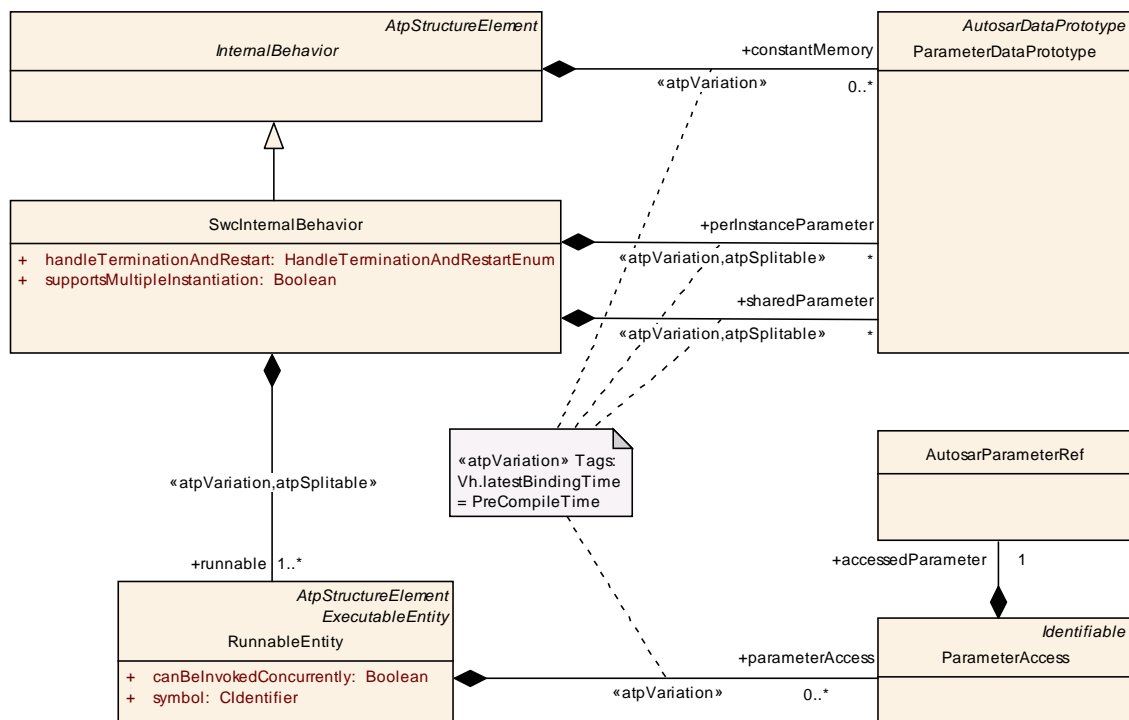 AtpStructureElement
InternalBehavior
AutosarDataPrototype
ParameterDataPrototype
+constantMemory
«atpVariation»
0..*
SwcInternalBehavior
+ handleTerminationAndRestart: HandleTerminationAndRestartEnum
+ supportsMultipleInstantiation: Boolean
+perInstanceParameter
«atpVariation,atpSplitable»
*
+sharedParameter
«atpVariation,atpSplitable»
*
«atpVariation» Tags:
Vh.latestBindingTime
= PreCompileTime
AutosarParameterRef
«atpVariation,atpSplitable»
+runnable 1..*
+accessedParameter 1
AtpStructureElement
ExecutableEntity
RunnableEntity
+ canBeInvokedConcurrently: Boolean
+ symbol: CIdentifier
+parameterAccess
«atpVariation»
0..*
Identifiable
ParameterAccess